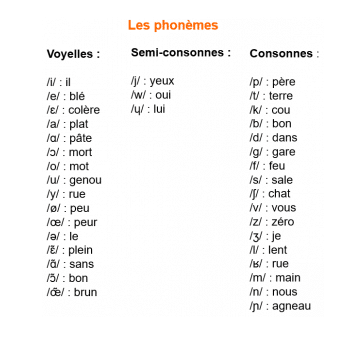 Les phonèmes
Voyelles :
/i/ : il
/e/ : blé
/ɛ/ : colère
/a/ : plat
/ɑ/ : pâte
/ɔ/ : mort
/o/ : mot
/u/ : genou
/y/ : rue
/ø/ : peu
/œ/ : peur
/ə/ : le
/ɛ̃/ : plein
/ɑ̃/ : sans
/ɔ̃/ : bon
/œ̃/ : brun
Semi-consonnes :
/j/ : yeux
/w/ : oui
/ɥ/ : lui
Consonnes :
/p/ : père
/t/ : terre
/k/ : cou
/b/ : bon
/d/ : dans
/g/ : gare
/f/ : feu
/s/ : sale
/ʃ/ : chat
/v/ : vous
/z/ : zéro
/ʒ/ : je
/l/ : lent
/ʁ/ : rue
/m/ : main
/n/ : nous
/ɲ/ : agneau